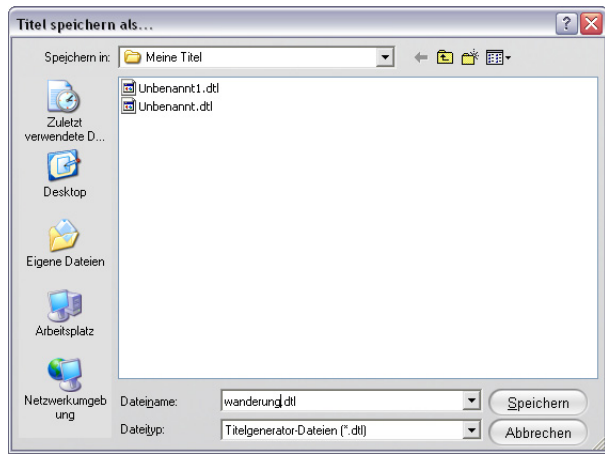 Titel speichern als...
Speichern in:
Meine Titel
Unbenannt1.dtl
Unbenannt.dtl
Zuletzt
verwendete D...
Desktop
Eigene Dateien
Arbeitsplatz
Netzwerkumgeb
ung
Dateiname:
wanderung.dtl
Speichern
Dateityp:
Titelgenerator-Dateien (*.dtl)
Abbrechen